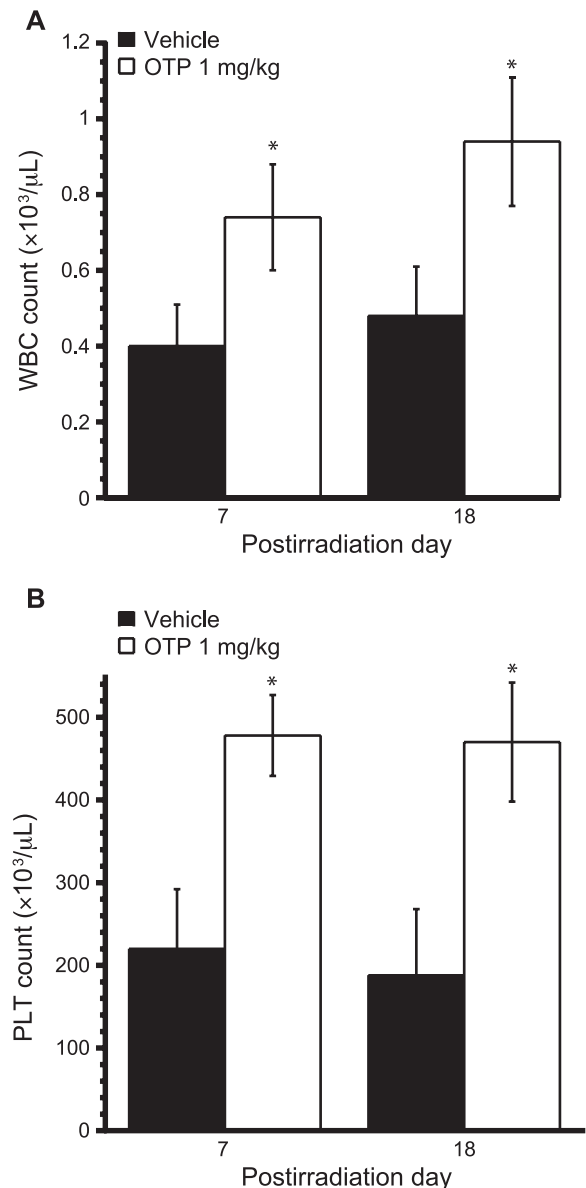 A
Vehicle
OTP 1 mg/kg
1.2
1
0.8
0.6
0.4
0.2
0
WBC count (×10³/μL)
*
*
7
18
Postirradiation day
B
Vehicle
OTP 1 mg/kg
500
400
300
200
100
0
PLT count (×10³/μL)
*
*
7
18
Postirradiation day